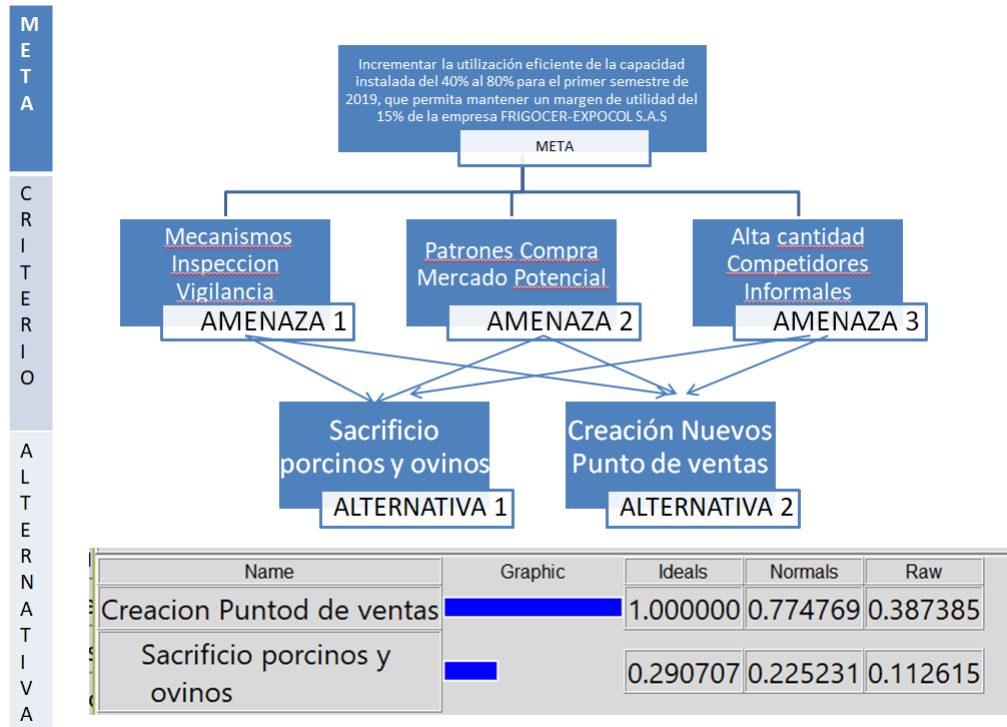 META
Incrementar la utilización eficiente de la capacidad
instalada del 40% al 80% para el primer semestre de
2019, que permita mantener un margen de utilidad del
15% de la empresa FRIGOCER-EXPOCOL S.A.S
META
CRITERIO
Mecanismos
Inspeccion
Vigilancia
AMENAZA 1
Patrones Compra
Mercado Potencial
AMENAZA 2
Alta cantidad
Competidores
Informales
AMENAZA 3
ALTERNATIVA
Sacrificio
porcinos y ovinos
ALTERNATIVA 1
Creación Nuevos
Punto de ventas
ALTERNATIVA 2
Name Graphic Ideals Normals Raw
Creacion Puntod de ventas 1.000000 0.774769 0.387385
Sacrificio porcinos y
ovinos 0.290707 0.225231 0.112615